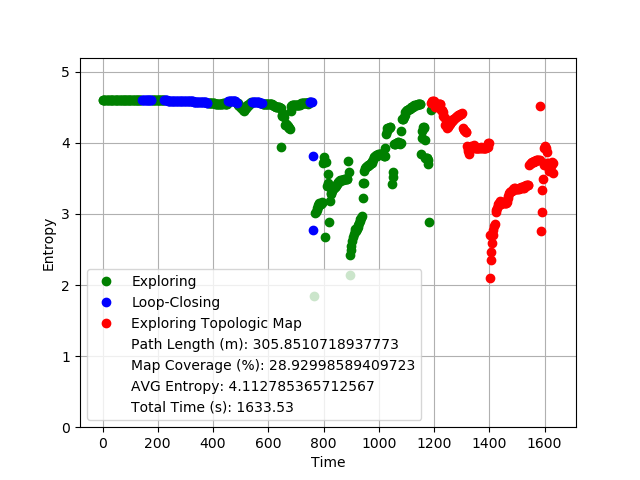 5
4
3
2
1
0
Entropy
Exploring
Loop-Closing
Exploring Topologic Map
Path Length (m): 305.8510718937773
Map Coverage (%): 28.92998589409723
AVG Entropy: 4.112785365712567
Total Time (s): 1633.53
0 200 400 600 800 1000 1200 1400 1600
Time